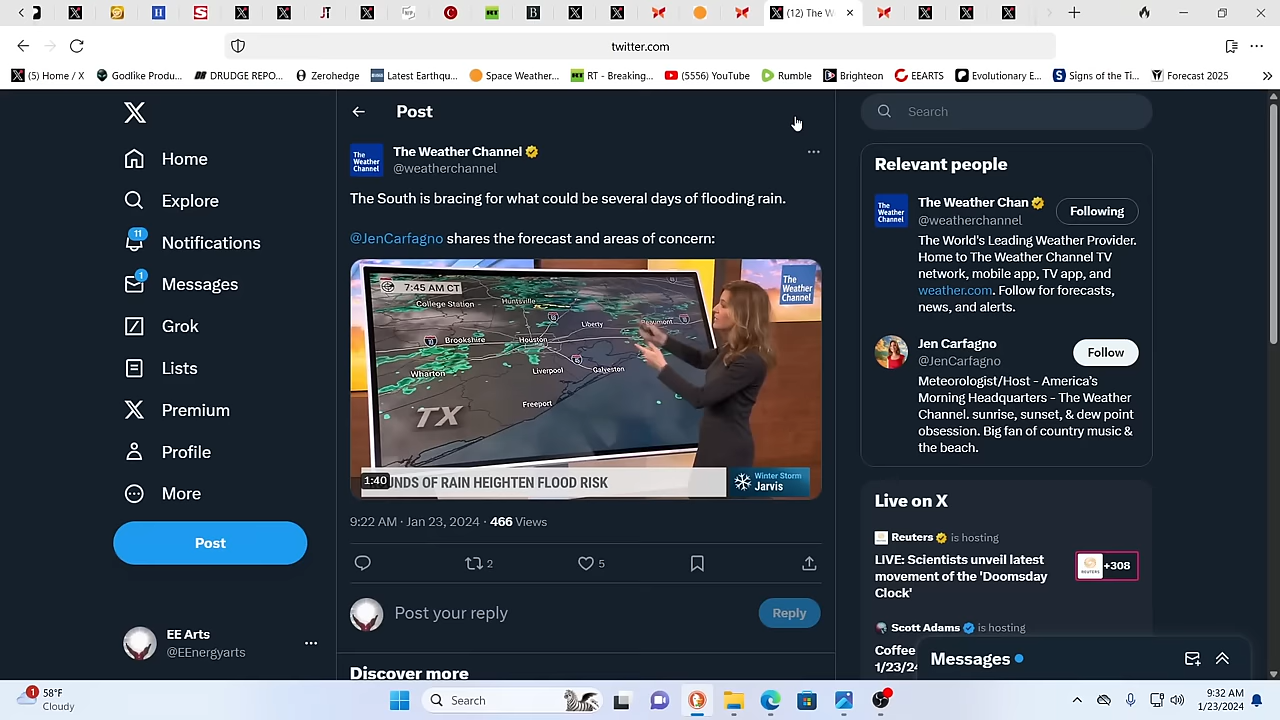 (12) The W
twitter.com
(5) Home / X
Godlike Produ...
DRUDGE REPO...
Zerohedge
Latest Earthqu...
Space Weather...
RT - Breaking...
(5556) YouTube
Rumble
Brighteon
EEARTS
Evolutionary E...
Signs of the Ti...
Forecast 2025
Home
Explore
11
Notifications
1
Messages
Grok
Lists
Premium
Profile
More
Post
EE Arts
@EEnergyarts
Post
The Weather Channel
@weatherchannel
The South is bracing for what could be several days of flooding rain.
@JenCarfagno shares the forecast and areas of concern:
The Weather Channel
7:45 AM CT
College Station
Huntsville
Liberty
Beaumont
Brookshire
Houston
Wharton
Liverpool
Galveston
Freeport
TX
1:40
UNDS OF RAIN HEIGHTEN FLOOD RISK
Winter Storm
Jarvis
9:22 AM · Jan 23, 2024 · 466 Views
2
5
Post your reply
Reply
Discover more
Search
Relevant people
The Weather Chan
@weatherchannel
Following
The World's Leading Weather Provider.
Home to The Weather Channel TV
network, mobile app, TV app, and
weather.com. Follow for forecasts,
news, and alerts.
Jen Carfagno
@JenCarfagno
Follow
Meteorologist/Host - America's
Morning Headquarters - The Weather
Channel. sunrise, sunset, & dew point
obsession. Big fan of country music &
the beach.
Live on X
Reuters is hosting
LIVE: Scientists unveil latest
movement of the 'Doomsday
Clock'
+308
Scott Adams is hosting
Coffee
1/23/24
Messages
1
58°F
Cloudy
Search
9:32 AM
1/23/2024